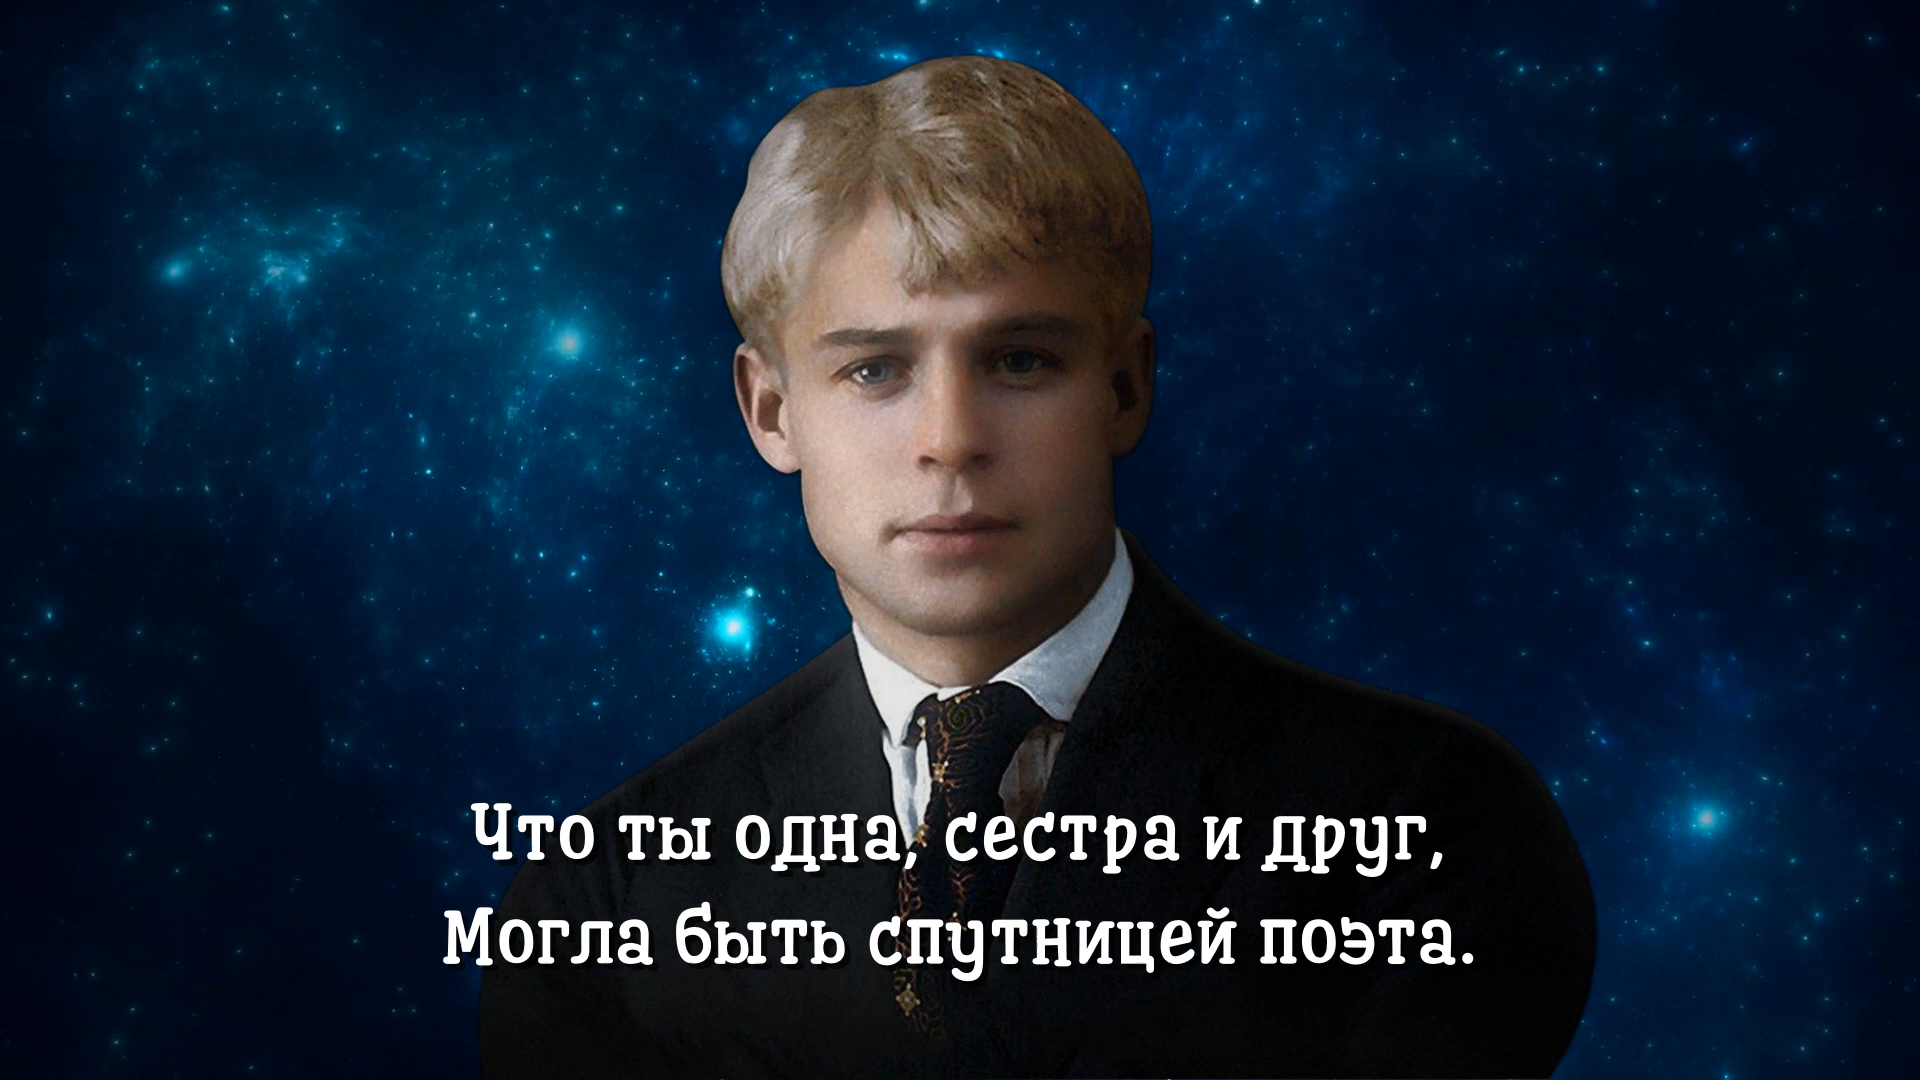 Что ты одна, сестра и друг,
Могла быть спутницей поэта.